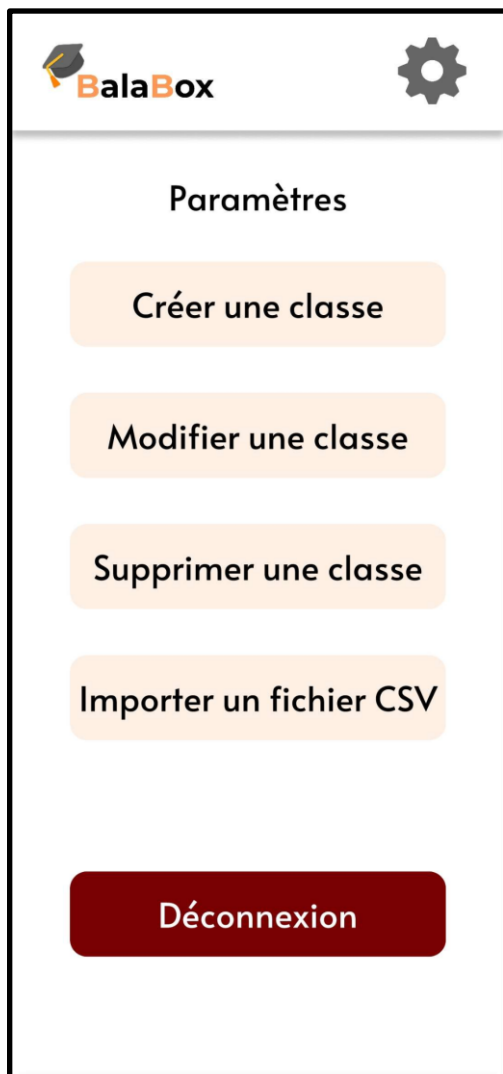 BalaBox
Paramètres
Créer une classe
Modifier une classe
Supprimer une classe
Importer un fichier CSV
Déconnexion